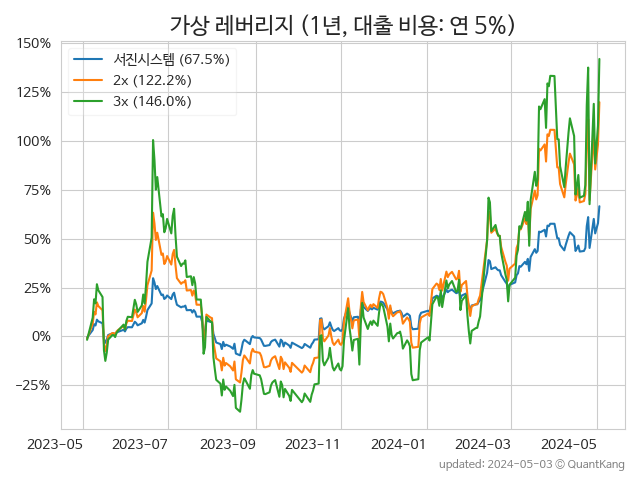 가상 레버리지 (1년, 대출 비용: 연 5%)
150%
125%
100%
75%
50%
25%
0%
−25%
서진시스템 (67.5%)
2x (122.2%)
3x (146.0%)
2023-05 2023-07 2023-09 2023-11 2024-01 2024-03 2024-05
updated: 2024-05-03 © QuantKang